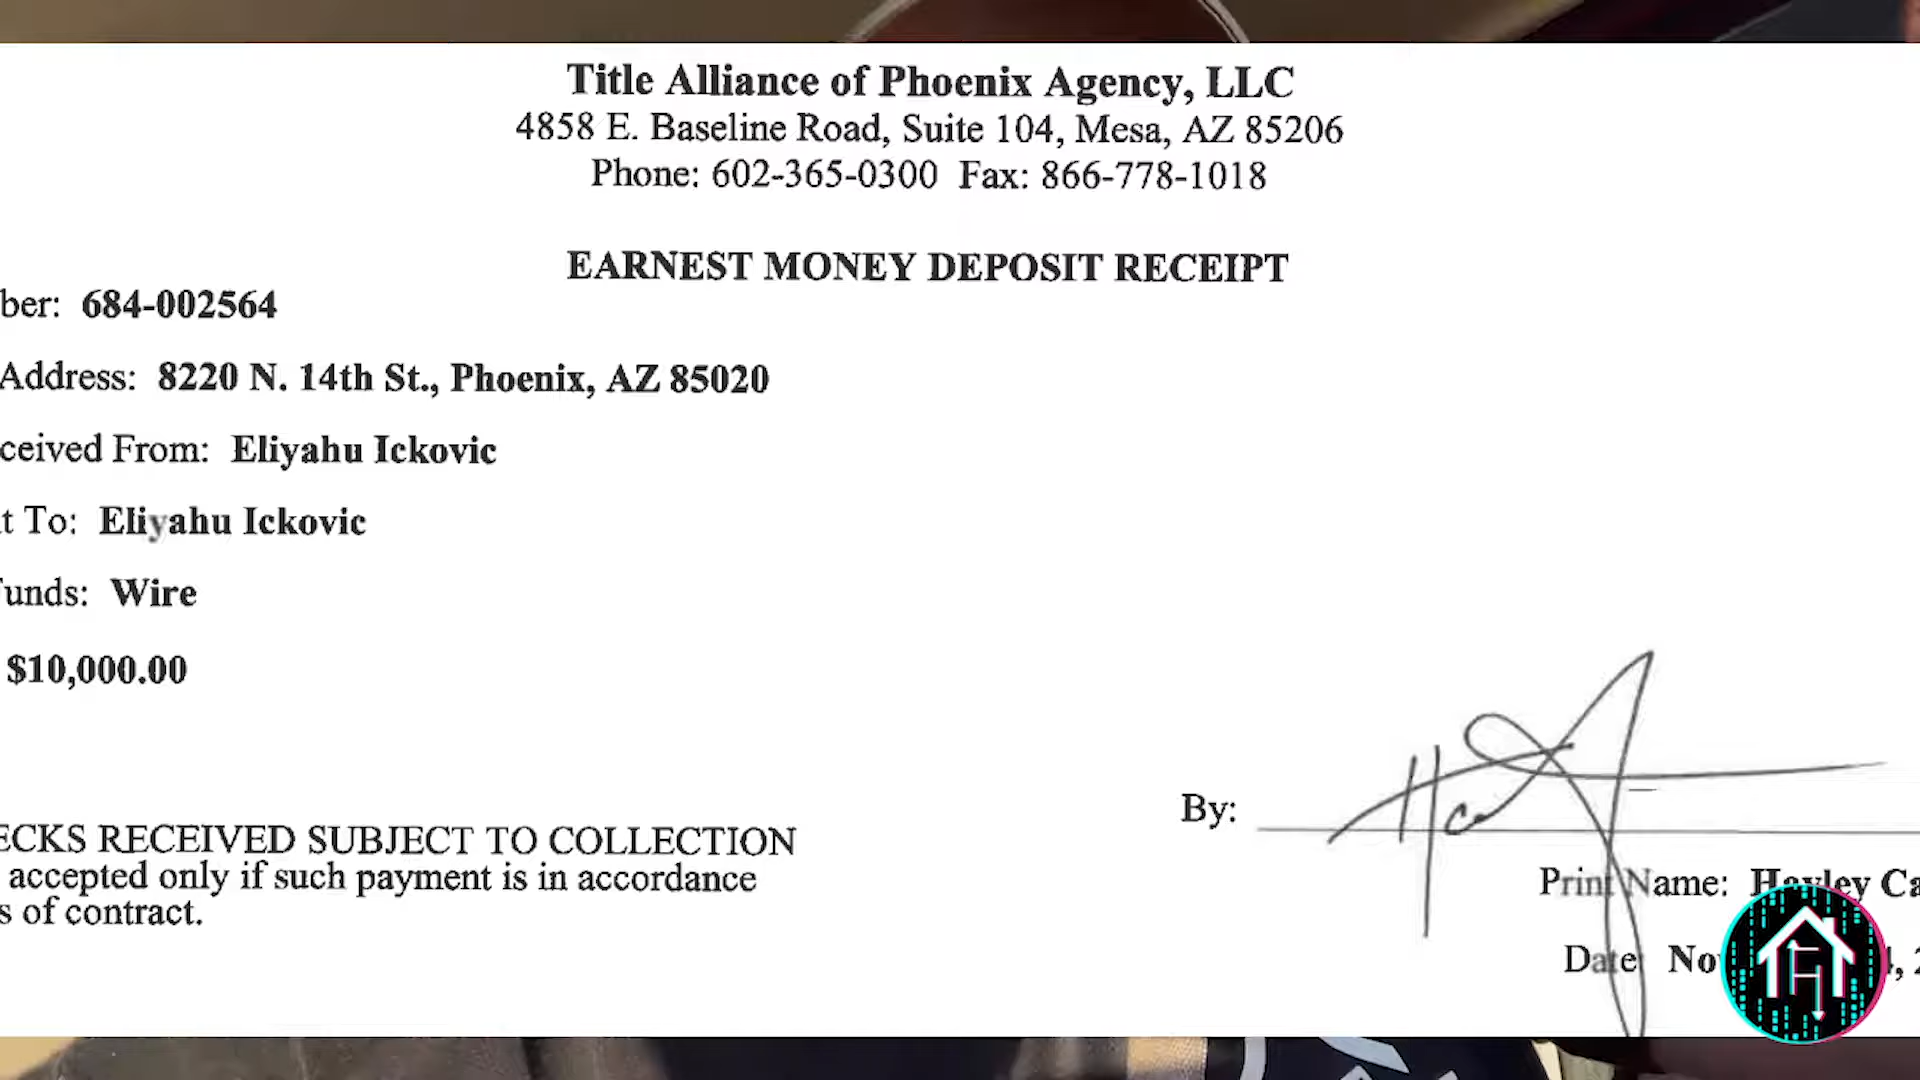 Title Alliance of Phoenix Agency, LLC
4858 E. Baseline Road, Suite 104, Mesa, AZ 85206
Phone: 602-365-0300 Fax: 866-778-1018
EARNEST MONEY DEPOSIT RECEIPT
ber: 684-002564
Address: 8220 N. 14th St., Phoenix, AZ 85020
ceived From: Eliyahu Ickovic
t To: Eliyahu Ickovic
unds: Wire
$10,000.00
By:
ECKS RECEIVED SUBJECT TO COLLECTION
accepted only if such payment is in accordance
s of contract.
Print Name: Hayley Ca
Date: No